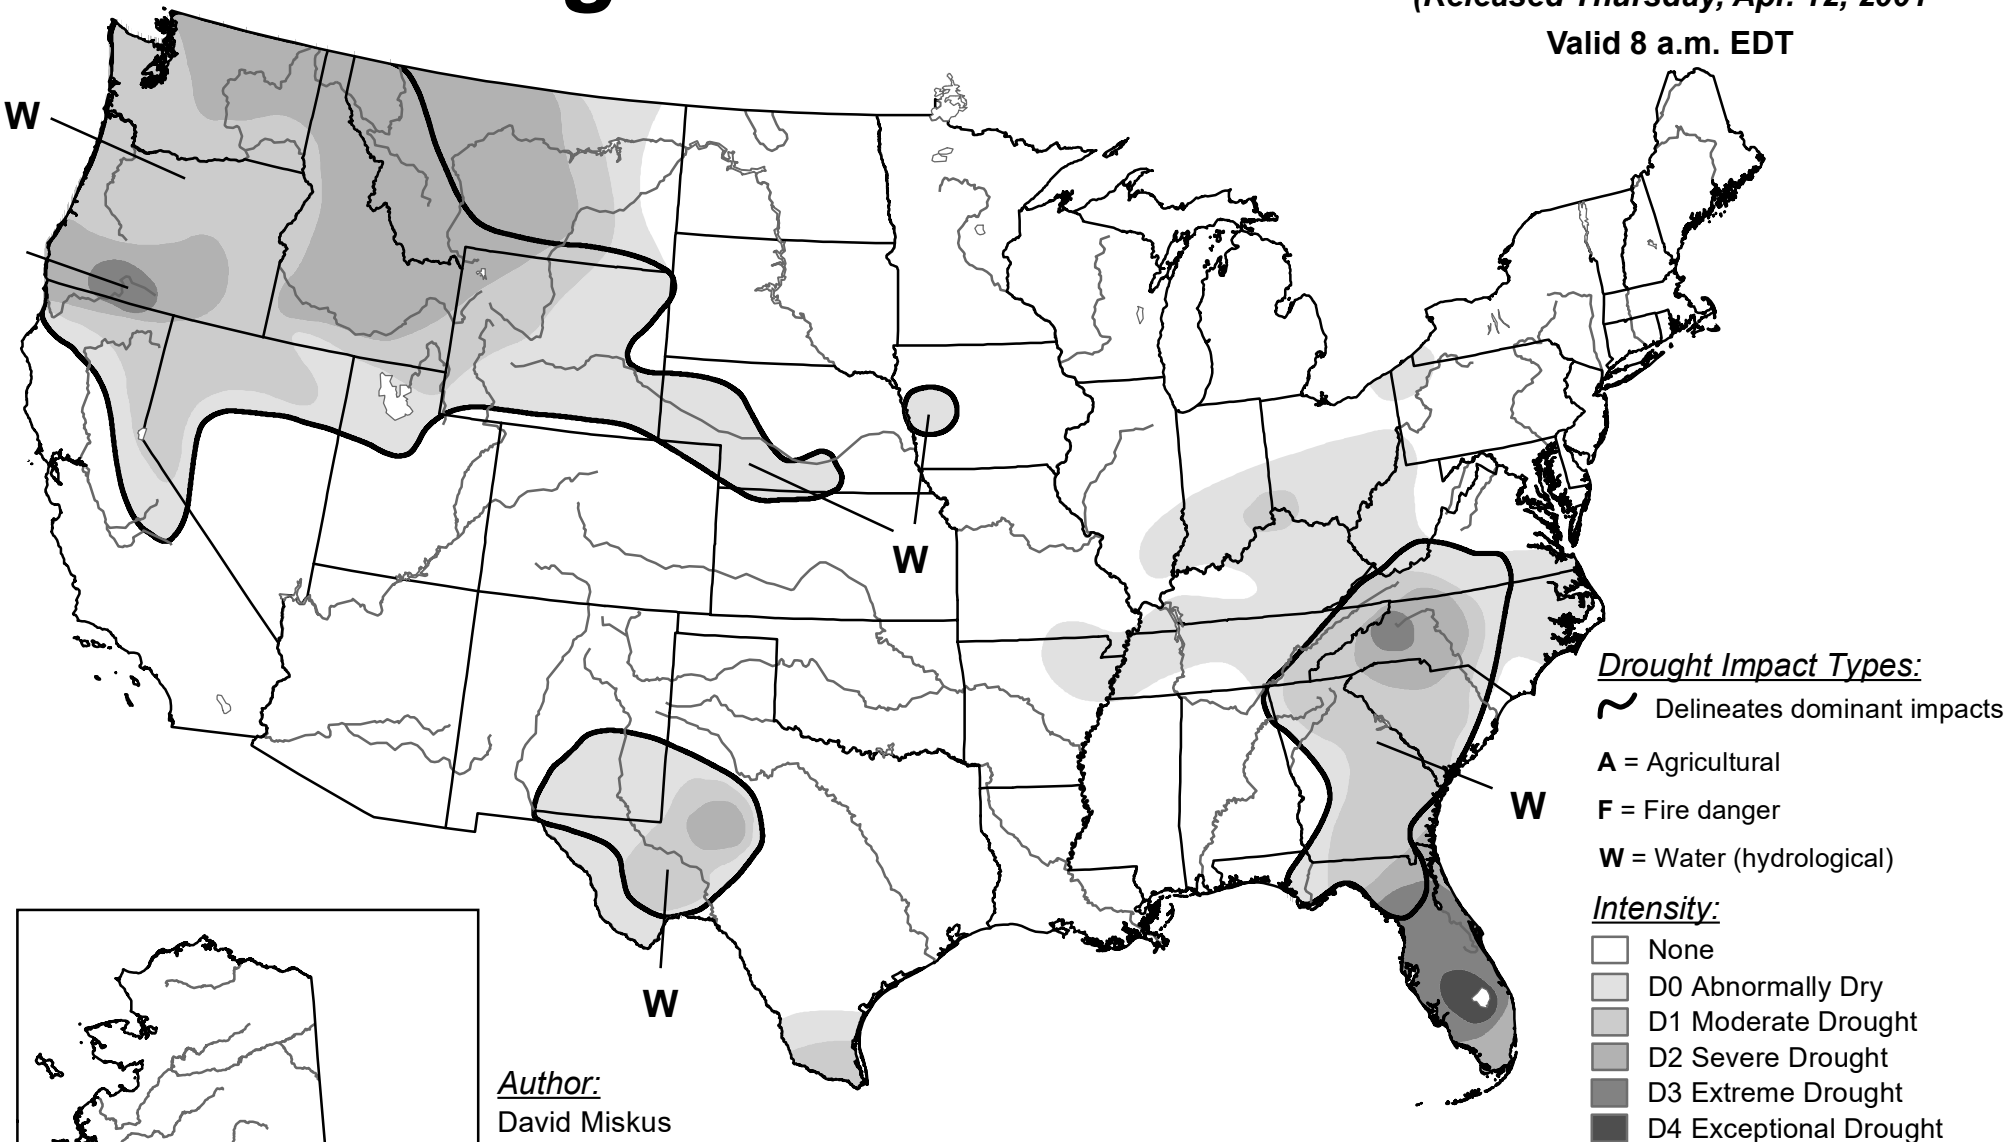 (Released Thursday, Apr. 12, 2001
Valid 8 a.m. EDT
W
W
W
W
Drought Impact Types:
Delineates dominant impacts
A = Agricultural
F = Fire danger
W = Water (hydrological)
Intensity:
None
D0 Abnormally Dry
D1 Moderate Drought
D2 Severe Drought
D3 Extreme Drought
D4 Exceptional Drought
Author:
David Miskus